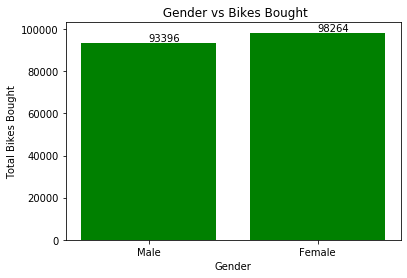 Gender vs Bikes Bought
93396
98264
100000
80000
60000
40000
20000
0
Total Bikes Bought
Male
Female
Gender